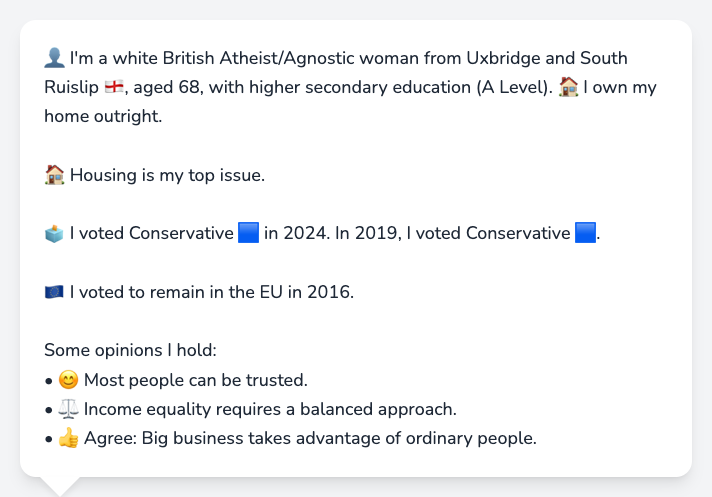 👤 I'm a white British Atheist/Agnostic woman from Uxbridge and South
Ruislip 🏴󠁧󠁢󠁥󠁮󠁧󠁿, aged 68, with higher secondary education (A Level). 🏠 I own my
home outright.
🏠 Housing is my top issue.
🗳️ I voted Conservative 🟦 in 2024. In 2019, I voted Conservative 🟦.
🇪🇺 I voted to remain in the EU in 2016.
Some opinions I hold:
• 😊 Most people can be trusted.
• ⚖️ Income equality requires a balanced approach.
• 👍 Agree: Big business takes advantage of ordinary people.